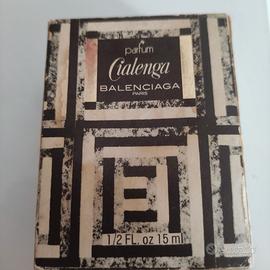 parfum
Cialenga
BALENCIAGA
PARIS
1/2 FL. oz 15 ml